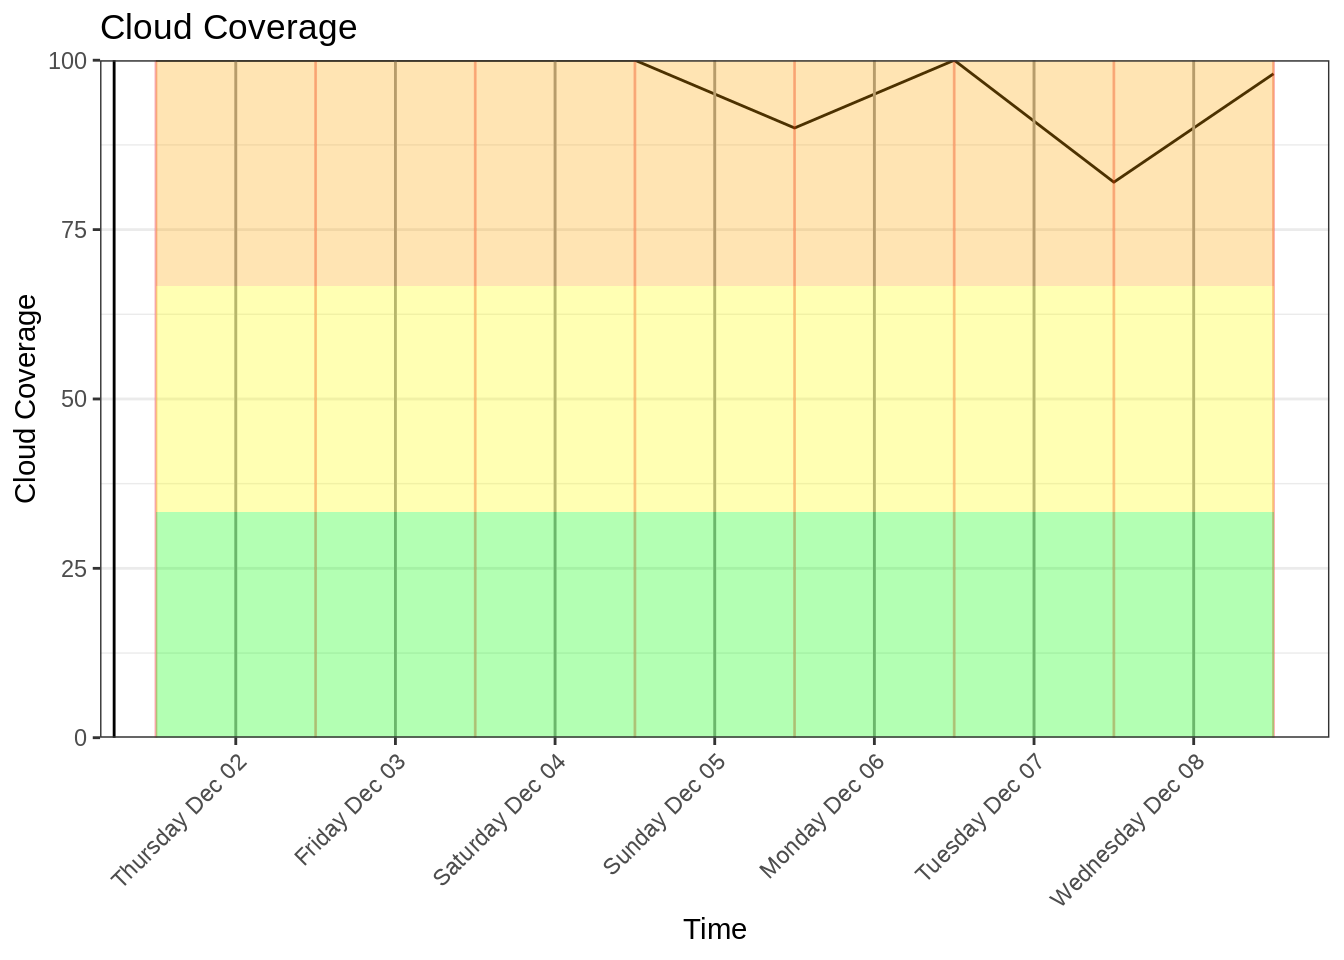 Cloud Coverage
100
75
50
25
0
Cloud Coverage
Thursday Dec 02
Friday Dec 03
Saturday Dec 04
Sunday Dec 05
Monday Dec 06
Tuesday Dec 07
Wednesday Dec 08
Time